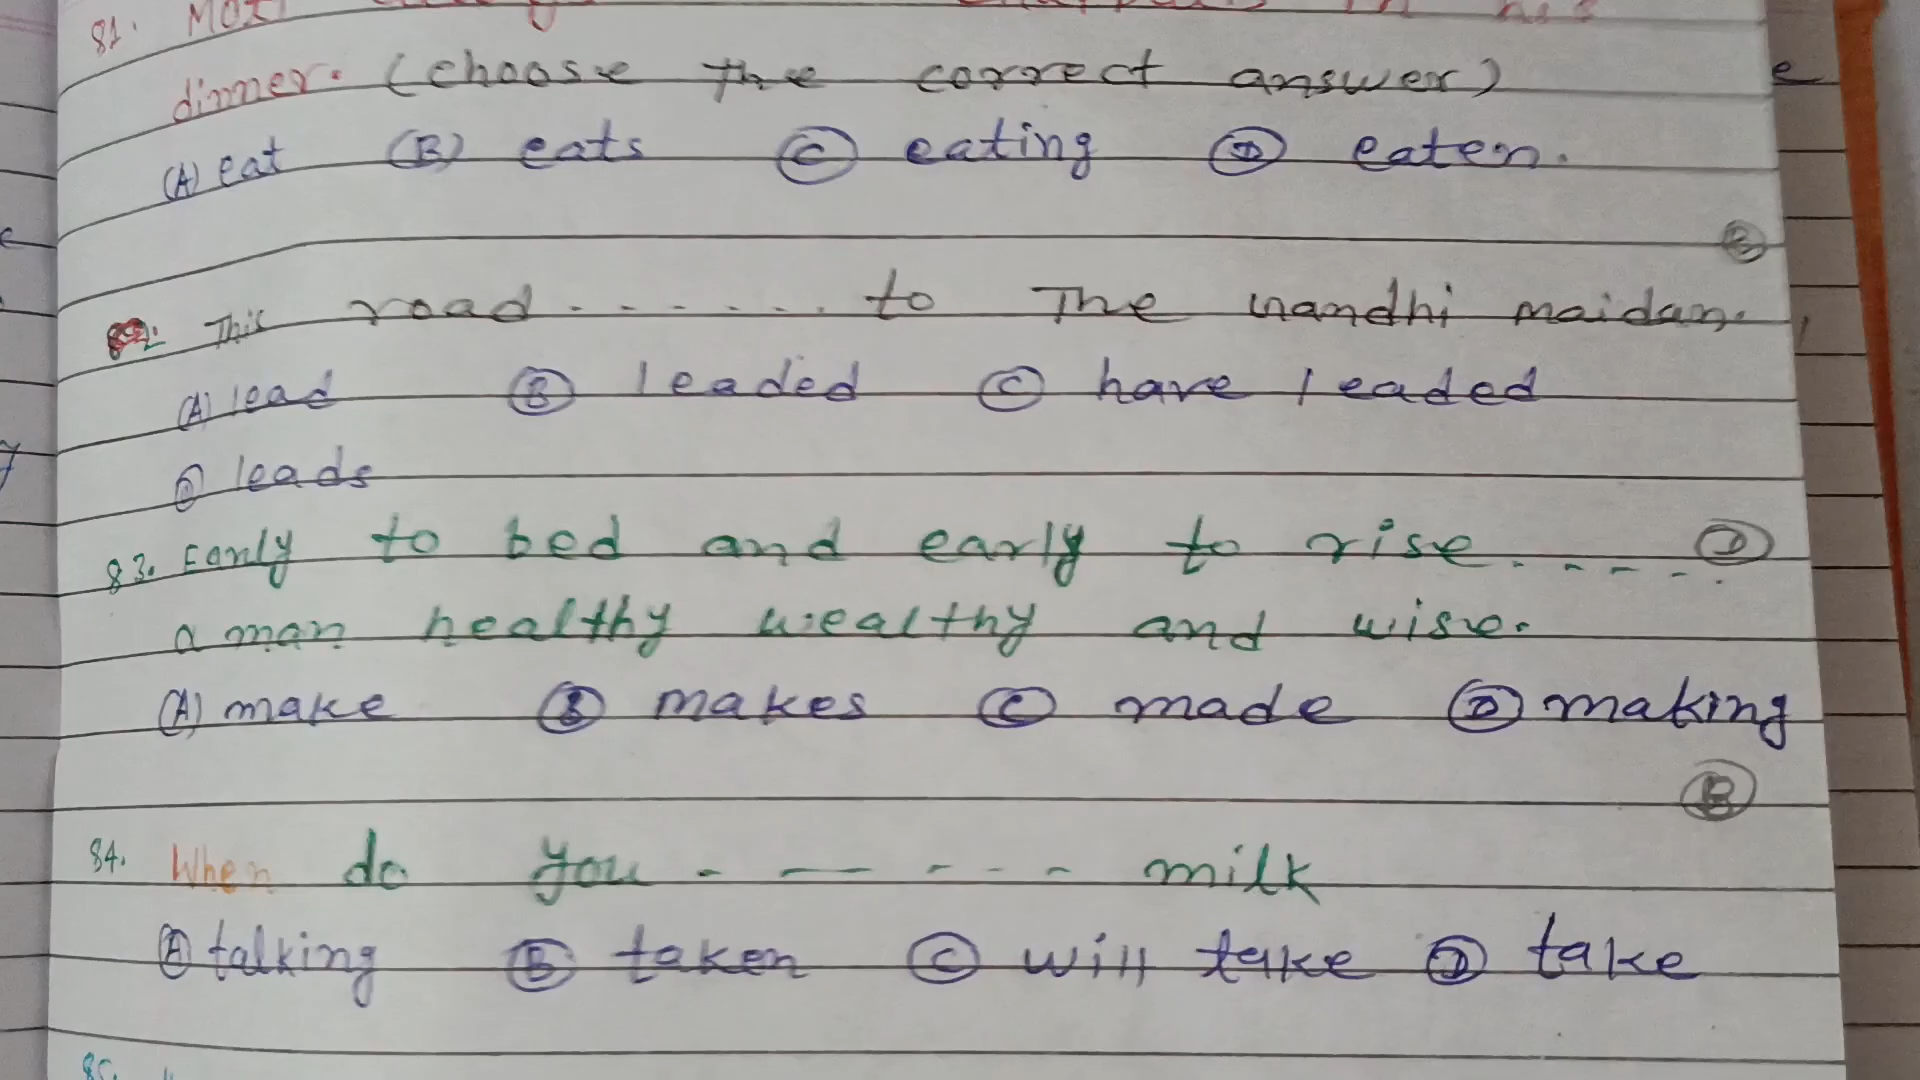 81.
dinner. (choose the correct answer)
(A) eat (B) eats (C) eating (D) eaten.
(B)
82. This road ....... to The Gandhi maidan.
(A) lead (B) leaded (C) have leaded
(D) leads
83. Early to bed and early to rise...... (D)
a man healthy wealthy and wise.
(A) make (B) makes (C) made (D) making
(B)
84. When do you - - - - - - milk
(A) talking (B) taken (C) will take (D) take